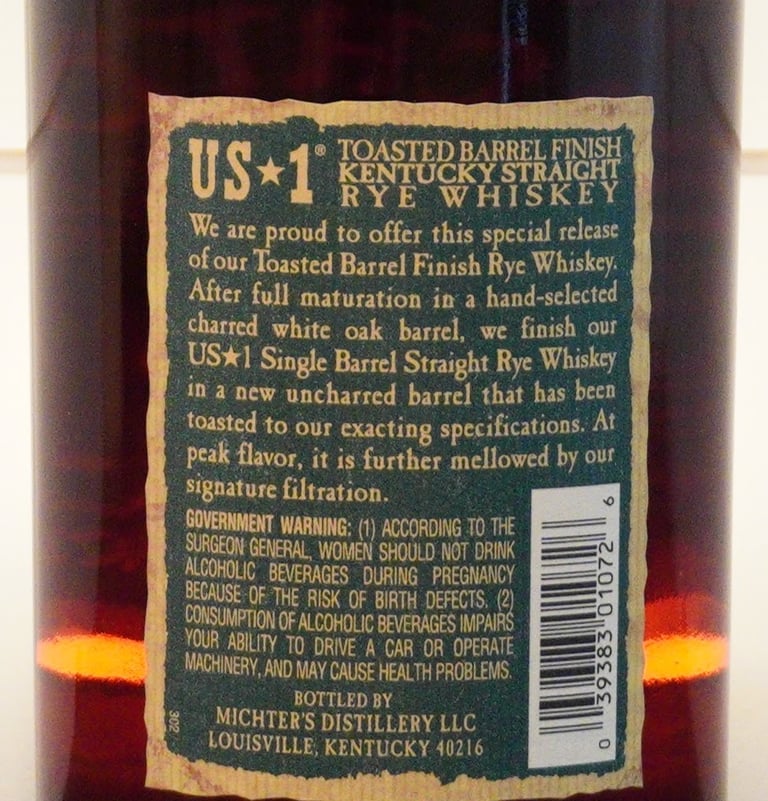 US★1® TOASTED BARREL FINISH
KENTUCKY STRAIGHT
RYE WHISKEY
We are proud to offer this special release
of our Toasted Barrel Finish Rye Whiskey.
After full maturation in a hand-selected
charred white oak barrel, we finish our
US★1 Single Barrel Straight Rye Whiskey
in a new uncharred barrel that has been
toasted to our exacting specifications. At
peak flavor, it is further mellowed by our
signature filtration.
GOVERNMENT WARNING: (1) ACCORDING TO THE
SURGEON GENERAL, WOMEN SHOULD NOT DRINK
ALCOHOLIC BEVERAGES DURING PREGNANCY
BECAUSE OF THE RISK OF BIRTH DEFECTS. (2)
CONSUMPTION OF ALCOHOLIC BEVERAGES IMPAIRS
YOUR ABILITY TO DRIVE A CAR OR OPERATE
MACHINERY, AND MAY CAUSE HEALTH PROBLEMS.
BOTTLED BY
MICHTER'S DISTILLERY LLC
LOUISVILLE, KENTUCKY 40216
302
0 39383 01072 6